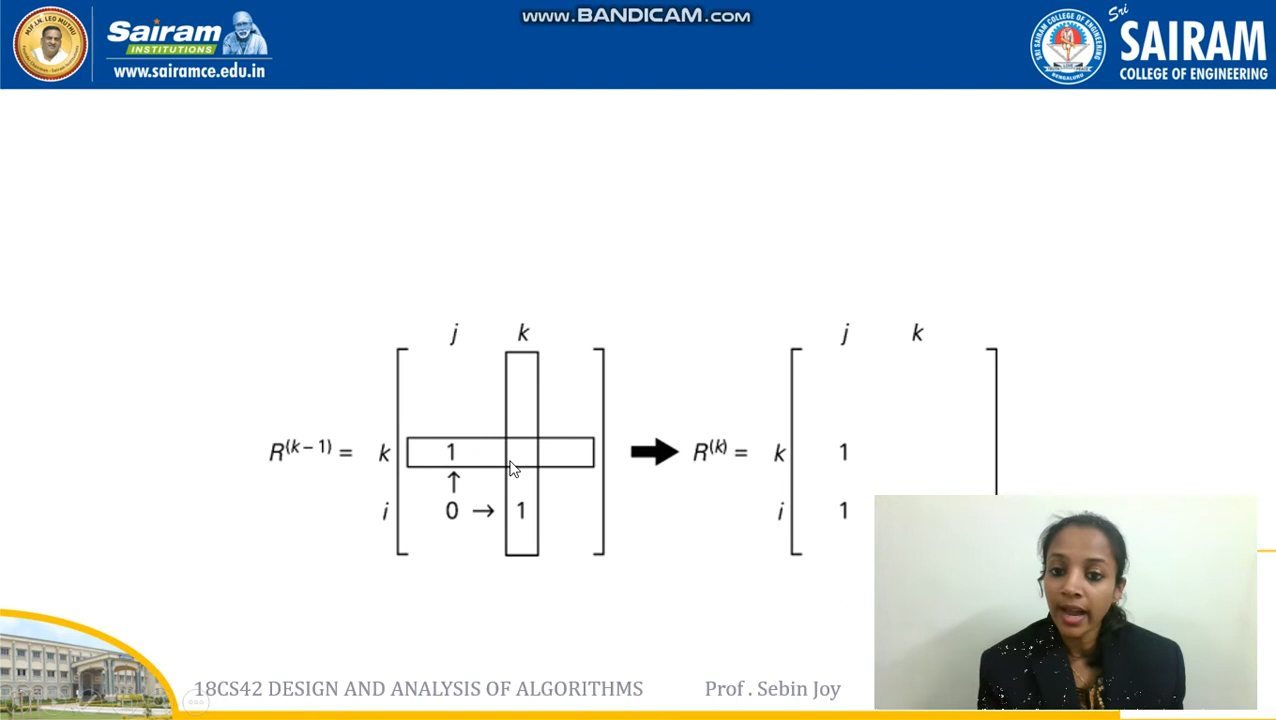 www.BANDICAM.com
Sairam
INSTITUTIONS
www.sairamce.edu.in
Sri
SAIRAM
COLLEGE OF ENGINEERING
j k
j k
R(k – 1) = k 1
R(k) = k 1
i 0 → 1
i 1
18CS42 DESIGN AND ANALYSIS OF ALGORITHMS
Prof . Sebin Joy